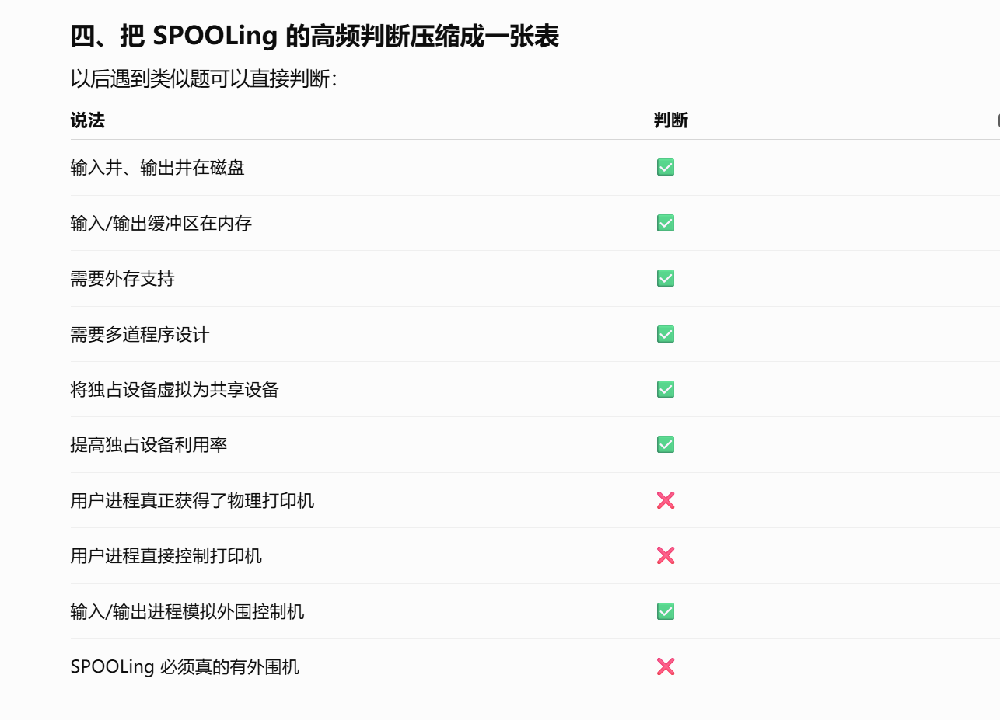 四、把 SPOOLing 的高频判断压缩成一张表
以后遇到类似题可以直接判断：
说法 判断
输入井、输出井在磁盘 ✅
输入/输出缓冲区在内存 ✅
需要外存支持 ✅
需要多道程序设计 ✅
将独占设备虚拟为共享设备 ✅
提高独占设备利用率 ✅
用户进程真正获得了物理打印机 ❌
用户进程直接控制打印机 ❌
输入/输出进程模拟外围控制机 ✅
SPOOLing 必须真的有外围机 ❌